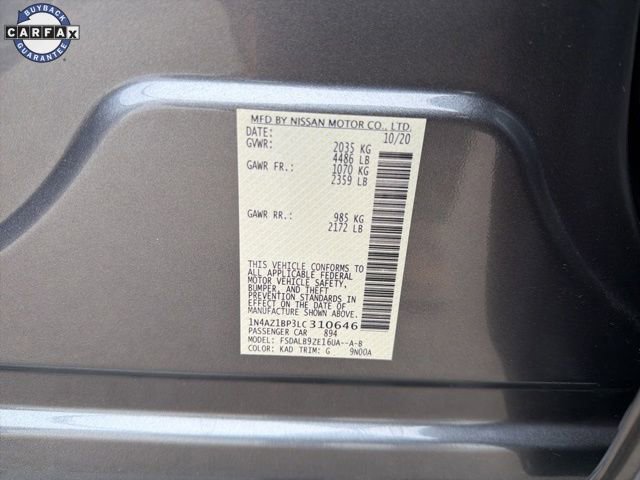 BUYBACK
CARFAX
GUARANTEE
MFD BY NISSAN MOTOR CO., LTD.
DATE: 10/20
GVWR: 2035 KG
4486 LB
GAWR FR.: 1070 KG
2359 LB
GAWR RR.: 985 KG
2172 LB
THIS VEHICLE CONFORMS TO
ALL APPLICABLE FEDERAL
MOTOR VEHICLE SAFETY,
BUMPER, AND THEFT
PREVENTION STANDARDS IN
EFFECT ON THE DATE OF
MANUFACTURE SHOWN ABOVE.
1N4AZ1BP3LC310646
PASSENGER CAR 894
MODEL: FSDALB9ZE16UA--A-B
COLOR: KAD TRIM: G 9N00A